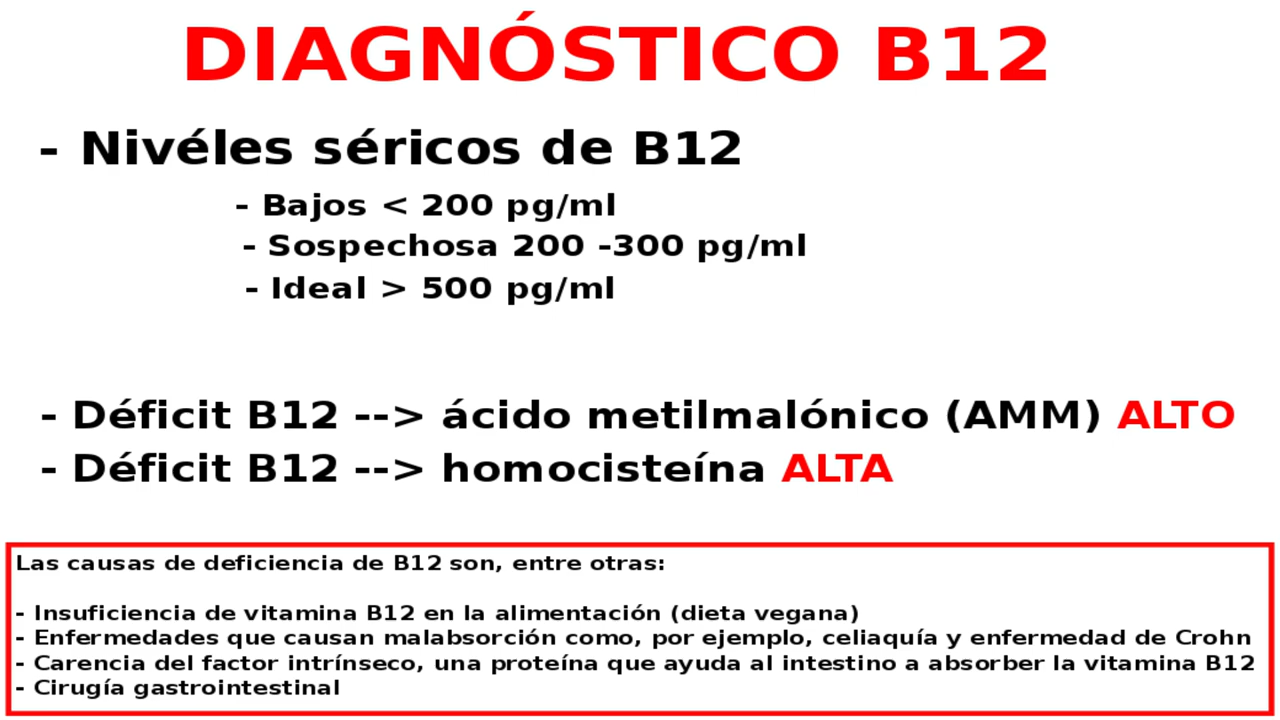 DIAGNÓSTICO B12
- Nivéles séricos de B12
- Bajos < 200 pg/ml
- Sospechosa 200 -300 pg/ml
- Ideal > 500 pg/ml
- Déficit B12 --> ácido metilmalónico (AMM) ALTO
- Déficit B12 --> homocisteína ALTA
Las causas de deficiencia de B12 son, entre otras:
- Insuficiencia de vitamina B12 en la alimentación (dieta vegana)
- Enfermedades que causan malabsorción como, por ejemplo, celiaquía y enfermedad de Crohn
- Carencia del factor intrínseco, una proteína que ayuda al intestino a absorber la vitamina B12
- Cirugía gastrointestinal